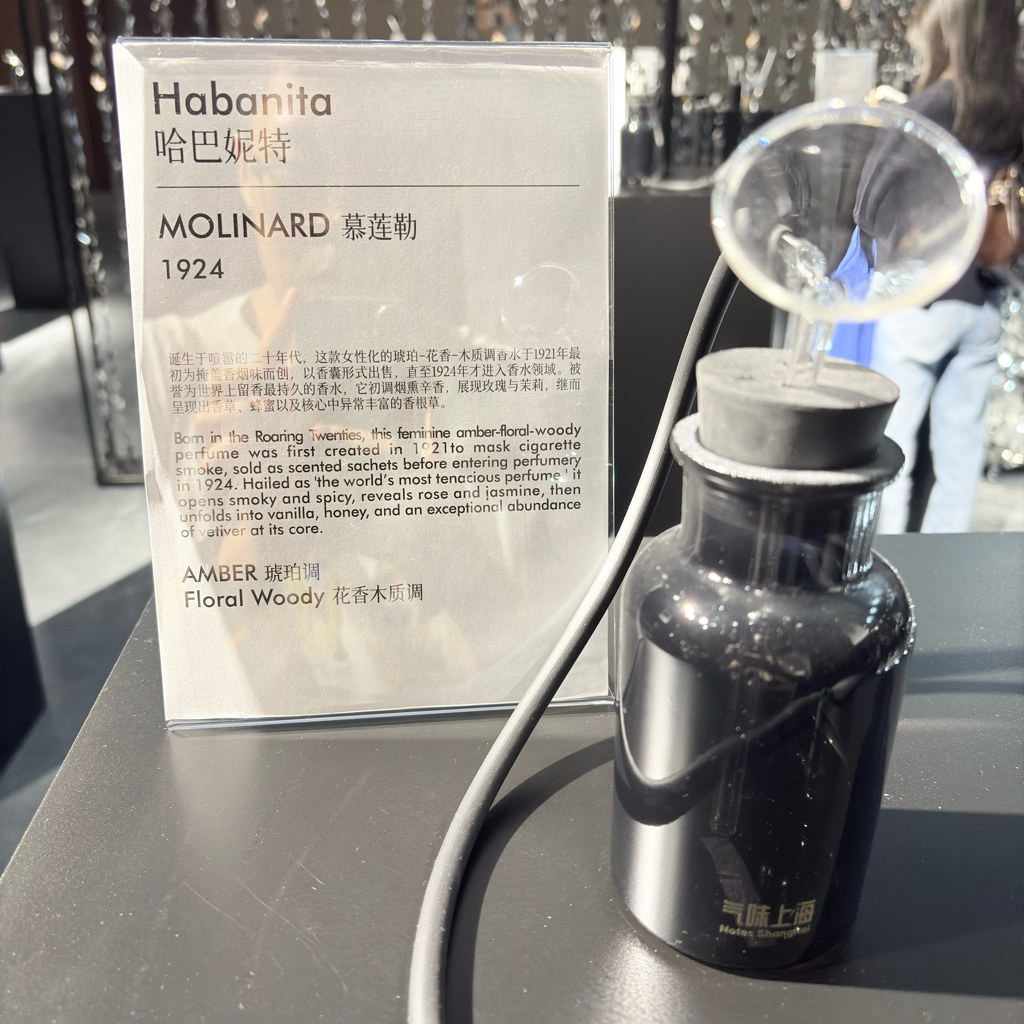 Habanita
哈巴妮特
MOLINARD 慕莲勒
1924
诞生于喧嚣的二十年代，这款女性化的琥珀-花香-木质调香水于1921年最
初为掩盖香烟味而创，以香囊形式出售，直至1924年才进入香水领域。被
誉为世界上留香最持久的香水，它初调烟熏辛香，展现玫瑰与茉莉，继而
呈现出香草、蜂蜜以及核心中异常丰富的香根草。
Born in the Roaring Twenties, this feminine amber-floral-woody
perfume was first created in 1921to mask cigarette
smoke, sold as scented sachets before entering perfumery
in 1924. Hailed as 'the world's most tenacious perfume,' it
opens smoky and spicy, reveals rose and jasmine, then
unfolds into vanilla, honey, and an exceptional abundance
of vetiver at its core.
AMBER 琥珀调
Floral Woody 花香木质调
气味上海
Notes Shanghai